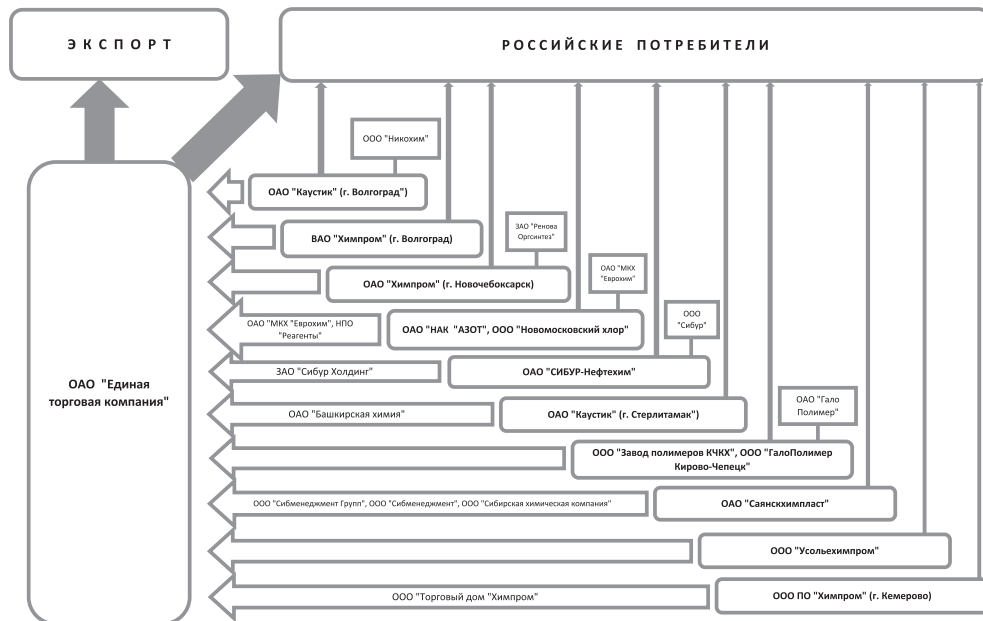 ЭКСПОРТ
РОССИЙСКИЕ ПОТРЕБИТЕЛИ
ООО "Никохим"
ОАО "Каустик" (г. Волгоград")
ЗАО "Ренова
Оргсинтез"
ВАО "Химпром" (г. Волгоград)
ОАО "МКХ
"Еврохим"
ОАО "Химпром" (г. Новочебоксарск)
ООО
"Сибур"
ОАО "МКХ "Еврохим", НПО
"Реагенты"
ОАО "НАК "АЗОТ", ООО "Новомосковский хлор"
ЗАО "Сибур Холдинг"
ОАО "СИБУР-Нефтехим"
ОАО "Единая
торговая компания"
ОАО "Башкирская химия"
ОАО "Каустик" (г. Стерлитамак")
ОАО "Гало
Полимер"
ООО "Завод полимеров КЧКХ", ООО "ГалоПолимер
Кирово-Чепецк"
ООО "Сибменеджмент Групп", ООО "Сибменеджмент", ООО "Сибирская химическая компания"
ОАО "Саянскхимпласт"
ООО "Усольехимпром"
ООО "Торговый дом "Химпром"
ООО ПО "Химпром" (г. Кемерово)